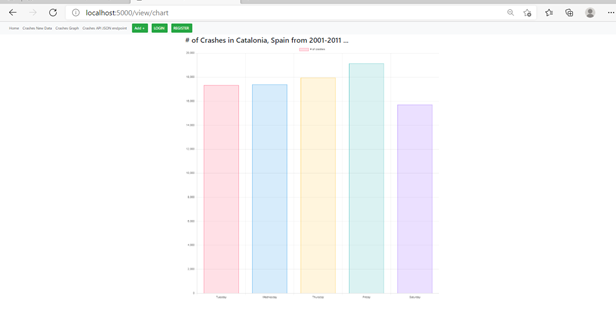 localhost:5000/view/chart
Home Crashes Raw Data Crashes Graph Crashes API/JSON endpoint Add + LOGIN REGISTER
# of Crashes in Catalonia, Spain from 2001-2011 ...
# of crashes
20,000
18,000
16,000
14,000
12,000
10,000
8,000
6,000
4,000
2,000
0
Tuesday Wednesday Thursday Friday Saturday